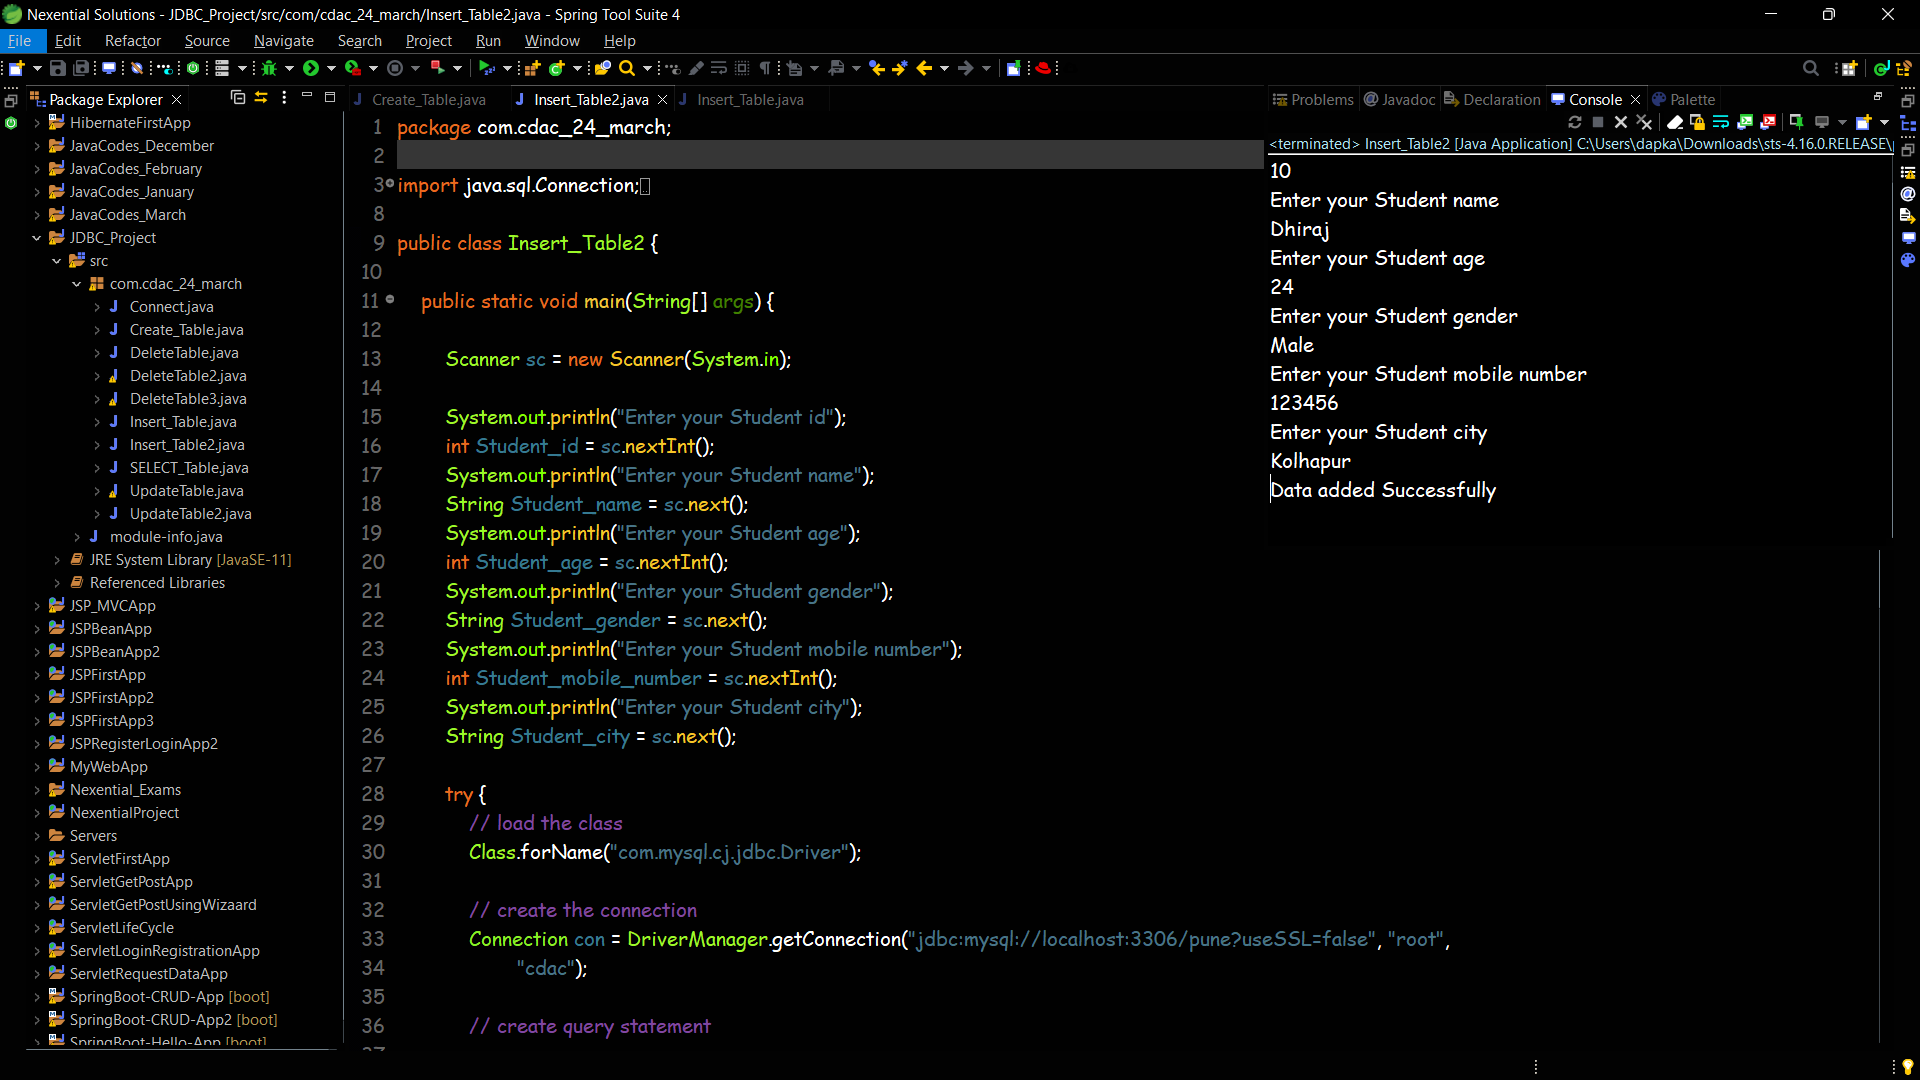 Nexential Solutions - JDBC_Project/src/com/cdac_24_march/Insert_Table2.java - Spring Tool Suite 4
File Edit Refactor Source Navigate Search Project Run Window Help
Package Explorer
HibernateFirstApp
JavaCodes_December
JavaCodes_February
JavaCodes_January
JavaCodes_March
JDBC_Project
src
com.cdac_24_march
Connect.java
Create_Table.java
DeleteTable.java
DeleteTable2.java
DeleteTable3.java
Insert_Table.java
Insert_Table2.java
SELECT_Table.java
UpdateTable.java
UpdateTable2.java
module-info.java
JRE System Library [JavaSE-11]
Referenced Libraries
JSP_MVCApp
JSPBeanApp
JSPBeanApp2
JSPFirstApp
JSPFirstApp2
JSPFirstApp3
JSPRegisterLoginApp2
MyWebApp
Nexential_Exams
NexentialProject
Servers
ServletFirstApp
ServletGetPostApp
ServletGetPostUsingWizaard
ServletLifeCycle
ServletLoginRegistrationApp
ServletRequestDataApp
SpringBoot-CRUD-App [boot]
SpringBoot-CRUD-App2 [boot]
SpringBoot-Hello-App [boot]
Create_Table.java Insert_Table2.java Insert_Table.java
1 package com.cdac_24_march;
2
3 import java.sql.Connection;
8
9 public class Insert_Table2 {
10
11 public static void main(String[] args) {
12
13 Scanner sc = new Scanner(System.in);
14
15 System.out.println("Enter your Student id");
16 int Student_id = sc.nextInt();
17 System.out.println("Enter your Student name");
18 String Student_name = sc.next();
19 System.out.println("Enter your Student age");
20 int Student_age = sc.nextInt();
21 System.out.println("Enter your Student gender");
22 String Student_gender = sc.next();
23 System.out.println("Enter your Student mobile number");
24 int Student_mobile_number = sc.nextInt();
25 System.out.println("Enter your Student city");
26 String Student_city = sc.next();
27
28 try {
29 // load the class
30 Class.forName("com.mysql.cj.jdbc.Driver");
31
32 // create the connection
33 Connection con = DriverManager.getConnection("jdbc:mysql://localhost:3306/pune?useSSL=false", "root",
34 "cdac");
35
36 // create query statement
Problems Javadoc Declaration Console Palette
<terminated> Insert_Table2 [Java Application] C:\Users\dapka\Downloads\sts-4.16.0.RELEASE\
10
Enter your Student name
Dhiraj
Enter your Student age
24
Enter your Student gender
Male
Enter your Student mobile number
123456
Enter your Student city
Kolhapur
Data added Successfully